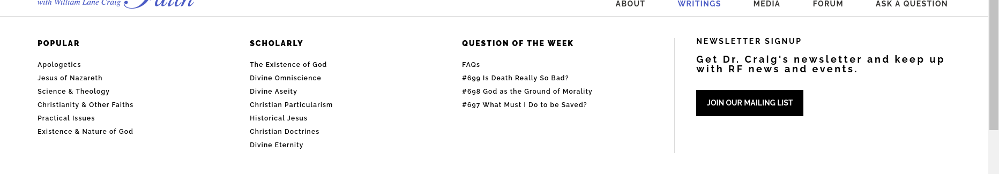 with William Lane Craig Faith
ABOUT
WRITINGS
MEDIA
FORUM
ASK A QUESTION
POPULAR
Apologetics
Jesus of Nazareth
Science & Theology
Christianity & Other Faiths
Practical Issues
Existence & Nature of God
SCHOLARLY
The Existence of God
Divine Omniscience
Divine Aseity
Christian Particularism
Historical Jesus
Christian Doctrines
Divine Eternity
QUESTION OF THE WEEK
FAQs
#699 Is Death Really So Bad?
#698 God as the Ground of Morality
#697 What Must I Do to be Saved?
NEWSLETTER SIGNUP
Get Dr. Craig's newsletter and keep up
with RF news and events.
JOIN OUR MAILING LIST